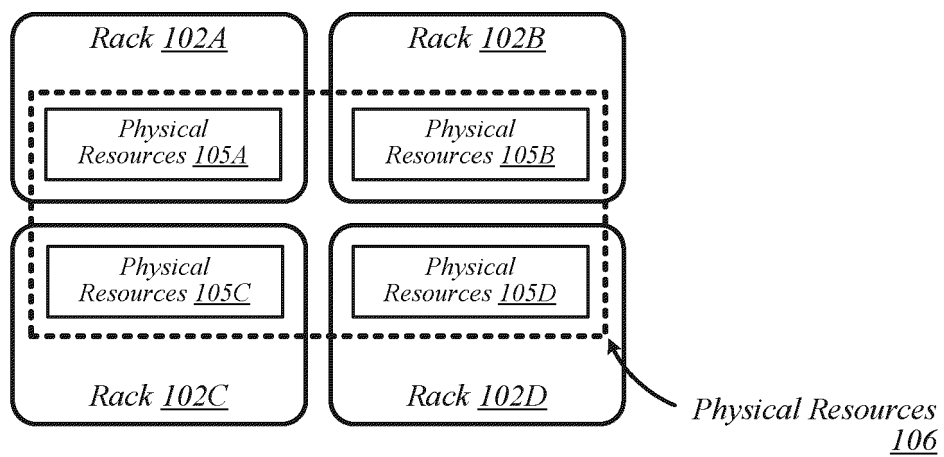 Rack 102A
Rack 102B
Physical
Resources 105A
Physical
Resources 105B
Physical
Resources 105C
Physical
Resources 105D
Rack 102C
Rack 102D
Physical Resources
106